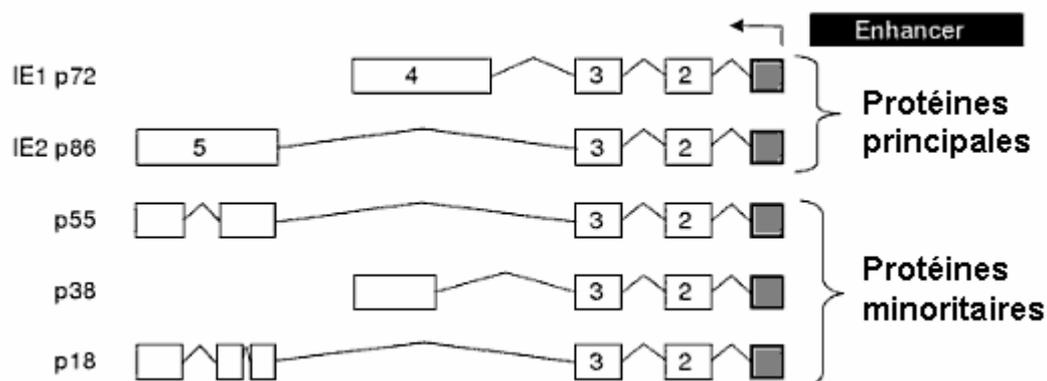 Enhancer
IE1 p72 4 3 2
IE2 p86 5 3 2
Protéines
principales
p55 3 2
p38 3 2
p18 3 2
Protéines
minoritaires